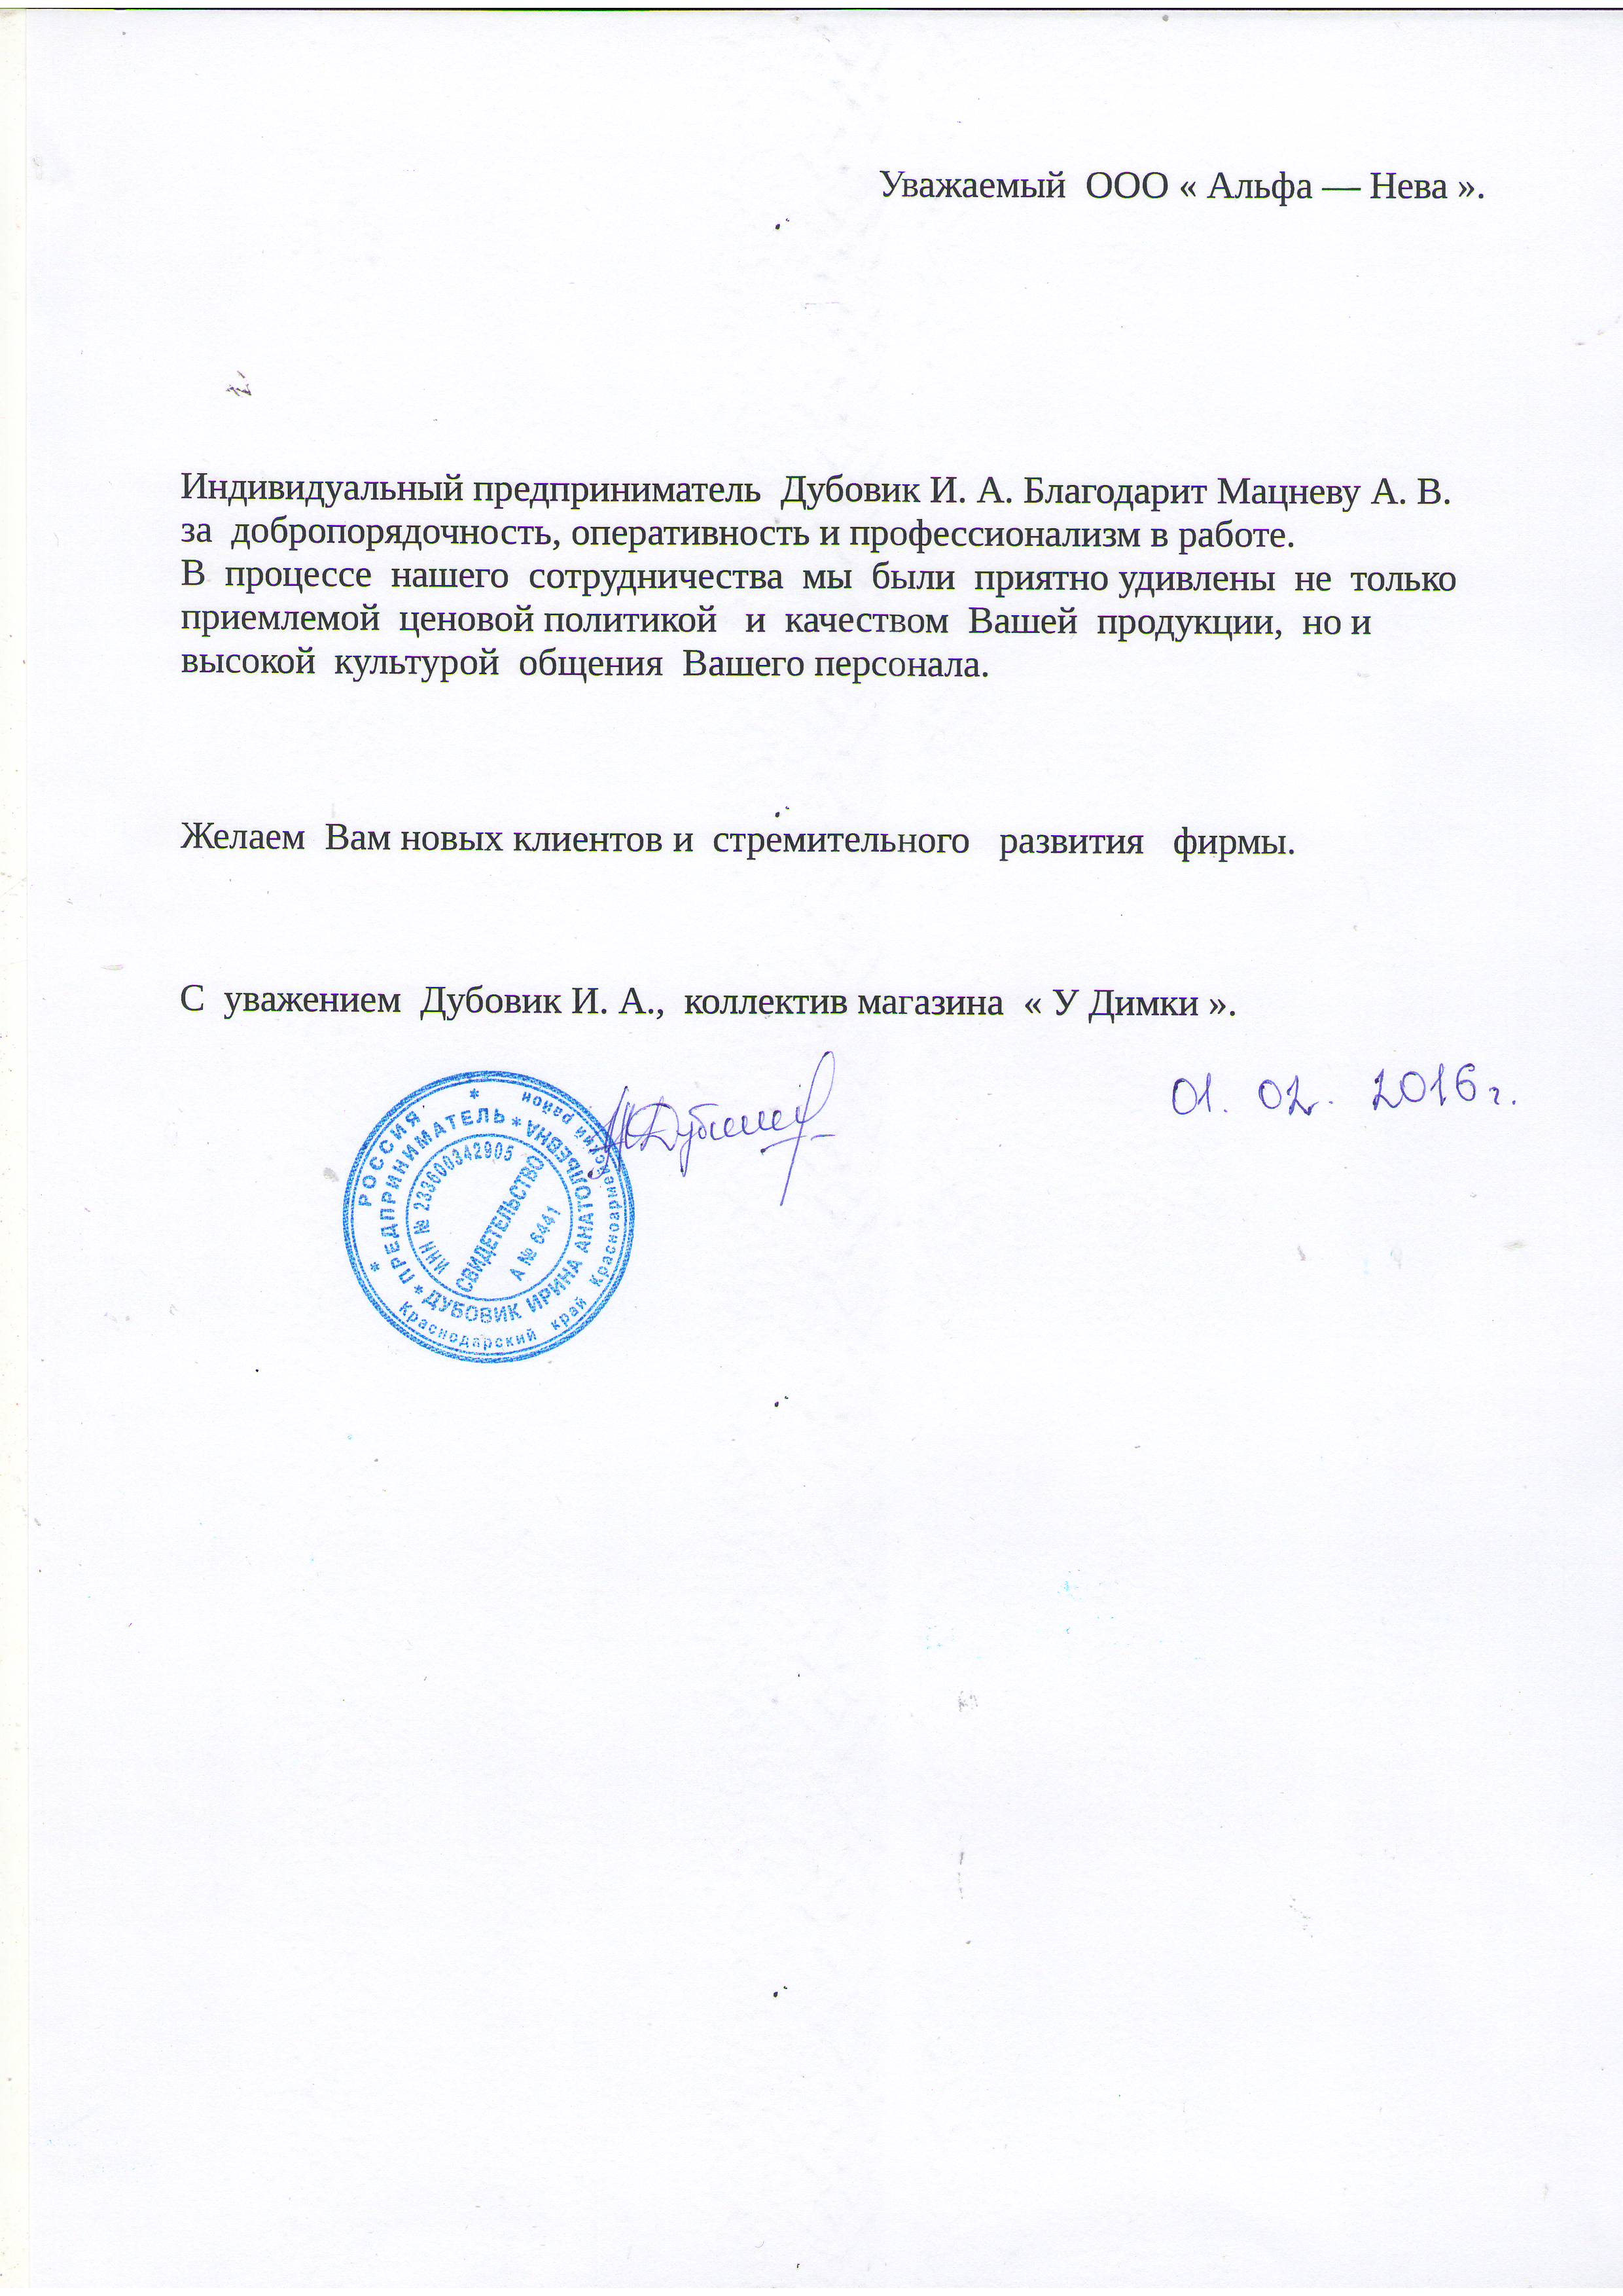 Уважаемый ООО « Альфа — Нева ».
Индивидуальный предприниматель Дубовик И. А. Благодарит Мацневу А. В.
за добропорядочность, оперативность и профессионализм в работе.
В процессе нашего сотрудничества мы были приятно удивлены не только
приемлемой ценовой политикой и качеством Вашей продукции, но и
высокой культурой общения Вашего персонала.
Желаем Вам новых клиентов и стремительного развития фирмы.
С уважением Дубовик И. А., коллектив магазина « У Димки ».
01. 02. 2016 г.
* РОССИЯ * Краснодарский край Красноармейский район
* ПРЕДПРИНИМАТЕЛЬ * ДУБОВИК ИРИНА АНАТОЛЬЕВНА
ИНН № 233600342905
СВИДЕТЕЛЬСТВО
А № 6441